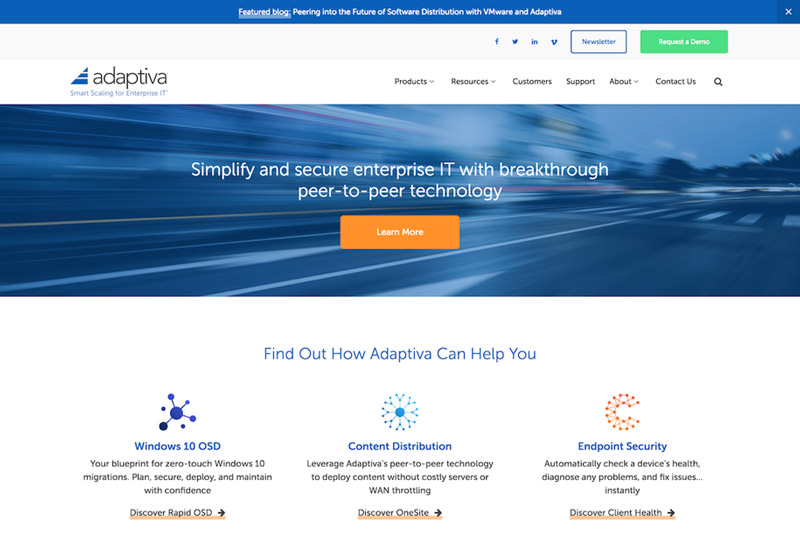 Featured blog: Peering into the Future of Software Distribution with VMware and Adaptiva
Newsletter
Request a Demo
adaptiva
Smart Scaling for Enterprise IT™
Products
Resources
Customers
Support
About
Contact Us
Simplify and secure enterprise IT with breakthrough
peer-to-peer technology
Learn More
Find Out How Adaptiva Can Help You
Windows 10 OSD
Your blueprint for zero-touch Windows 10
migrations. Plan, secure, deploy, and maintain
with confidence
Discover Rapid OSD
Content Distribution
Leverage Adaptiva's peer-to-peer technology
to deploy content without costly servers or
WAN throttling
Discover OneSite
Endpoint Security
Automatically check a device's health,
diagnose any problems, and fix issues...
instantly
Discover Client Health